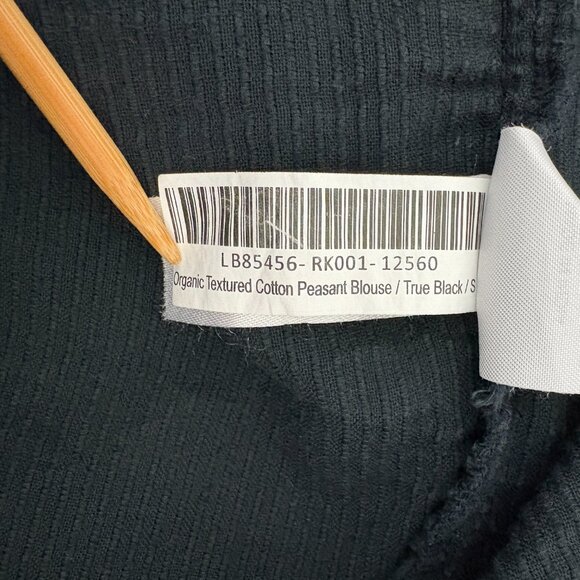 LB85456-RK001-12560
Organic Textured Cotton Peasant Blouse / True Black / S